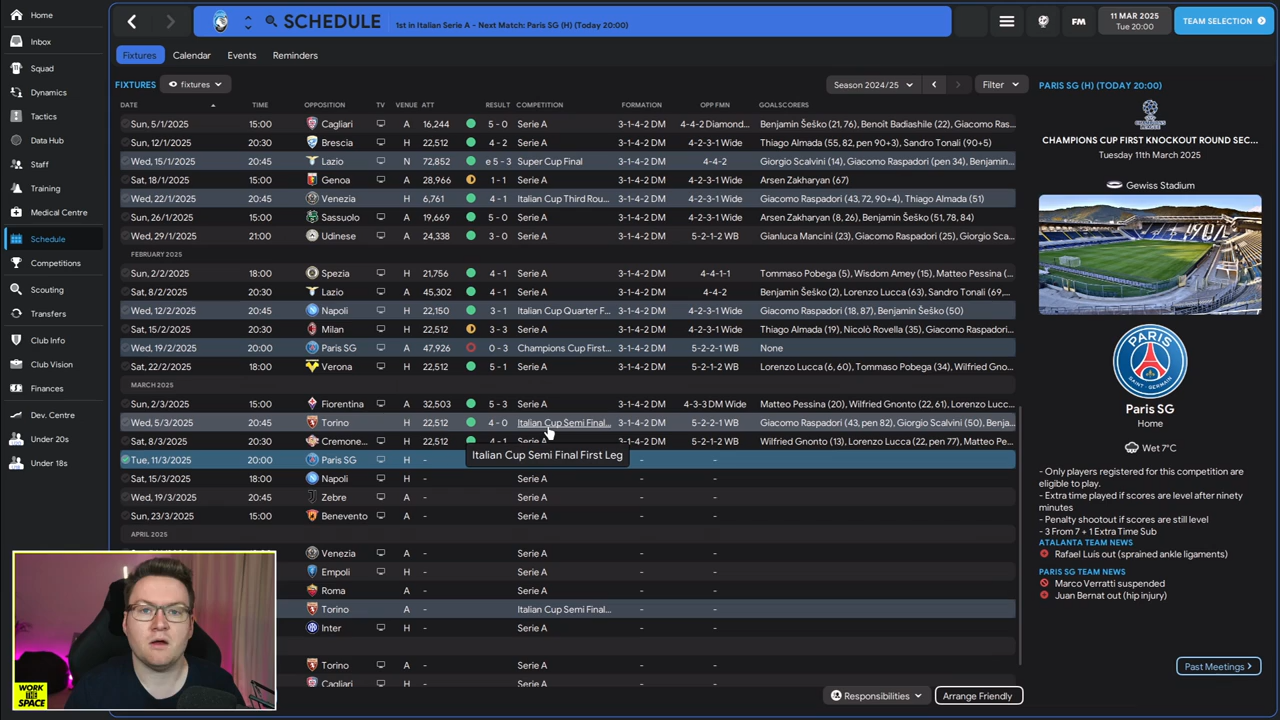 Home
Inbox
Squad
Dynamics
Tactics
Data Hub
Staff
Training
Medical Centre
Schedule
Competitions
Scouting
Transfers
Club Info
Club Vision
Finances
Dev. Centre
Under 20s
Under 18s
SCHEDULE 1st in Italian Serie A - Next Match: Paris SG (H) (Today 20:00)
FM
11 MAR 2025
Tue 20:00
TEAM SELECTION
Fixtures Calendar Events Reminders
FIXTURES fixtures Season 2024/25 Filter
DATE TIME OPPOSITION TV VENUE ATT RESULT COMPETITION FORMATION OPP FMN GOALSCORERS
Sun, 5/1/2025 15:00 Cagliari A 16,244 5 - 0 Serie A 3-1-4-2 DM 4-4-2 Diamond... Benjamin Šeško (21, 76), Benoît Badiashile (22), Giacomo Ras...
Sun, 12/1/2025 20:30 Brescia H 22,512 4 - 2 Serie A 3-1-4-2 DM 4-2-3-1 Wide Thiago Almada (55, 82, pen 90+3), Sandro Tonali (90+5)
Wed, 15/1/2025 20:45 Lazio N 72,852 e 5 - 3 Super Cup Final 3-1-4-2 DM 4-4-2 Giorgio Scalvini (14), Giacomo Raspadori (pen 34), Benjamin...
Sat, 18/1/2025 15:00 Genoa A 28,966 1 - 1 Serie A 3-1-4-2 DM 4-2-3-1 Wide Arsen Zakharyan (67)
Wed, 22/1/2025 20:45 Venezia H 6,761 4 - 1 Italian Cup Third Rou... 3-1-4-2 DM 4-2-3-1 Wide Giacomo Raspadori (43, 72, 90+4), Thiago Almada (51)
Sun, 26/1/2025 15:00 Sassuolo A 19,669 5 - 0 Serie A 3-1-4-2 DM 4-2-3-1 Wide Arsen Zakharyan (8, 26), Benjamin Šeško (51, 78, 84)
Wed, 29/1/2025 21:00 Udinese A 24,338 3 - 0 Serie A 3-1-4-2 DM 5-2-1-2 WB Gianluca Mancini (23), Giacomo Raspadori (25), Giorgio Sca...
FEBRUARY 2025
Sun, 2/2/2025 18:00 Spezia H 21,756 4 - 1 Serie A 3-1-4-2 DM 4-4-1-1 Tommaso Pobega (5), Wisdom Amey (15), Matteo Pessina (...
Sat, 8/2/2025 20:30 Lazio A 45,302 4 - 1 Serie A 3-1-4-2 DM 4-4-2 Benjamin Šeško (2), Lorenzo Lucca (63), Sandro Tonali (69,...
Wed, 12/2/2025 20:45 Napoli H 22,150 3 - 1 Italian Cup Quarter F... 3-1-4-2 DM 4-2-3-1 Wide Giacomo Raspadori (18, 87), Benjamin Šeško (50)
Sat, 15/2/2025 20:30 Milan H 22,512 3 - 3 Serie A 3-1-4-2 DM 4-2-3-1 Wide Thiago Almada (19), Nicolò Rovella (35), Giacomo Raspador...
Wed, 19/2/2025 20:45 Paris SG A 47,926 0 - 3 Champions Cup First... 3-1-4-2 DM 5-2-2-1 WB None
Sat, 22/2/2025 18:00 Verona H 22,512 5 - 1 Serie A 3-1-4-2 DM 5-2-2-1 WB Lorenzo Lucca (6, 60), Tommaso Pobega (34), Wilfried Gno...
MARCH 2025
Sun, 2/3/2025 15:00 Fiorentina A 32,503 5 - 3 Serie A 3-1-4-2 DM 4-3-3 DM Wide Matteo Pessina (20), Wilfried Gnonto (22, 61), Lorenzo Lucc...
Wed, 5/3/2025 20:45 Torino H 22,512 4 - 0 Italian Cup Semi Final... 3-1-4-2 DM 5-2-2-1 WB Giacomo Raspadori (43, pen 82), Giorgio Scalvini (50), Benja...
Sat, 8/3/2025 20:30 Cremone... H 22,512 4 - 1 Serie A 3-1-4-2 DM 5-2-2-1 WB Wilfried Gnonto (13), Lorenzo Lucca (22, pen 77), Matteo Pe...
Italian Cup Semi Final First Leg
Tue, 11/3/2025 20:00 Paris SG H - - -
Sat, 15/3/2025 18:00 Napoli H - Serie A - -
Wed, 19/3/2025 20:45 Zebre A - Serie A - -
Sun, 23/3/2025 15:00 Benevento H - Serie A - -
APRIL 2025
Venezia H - Serie A - -
Empoli H - Serie A - -
Roma A - Serie A - -
Torino A - Italian Cup Semi Final... - -
Inter H - Serie A - -
Torino A - Serie A - -
Cagliari H - Serie A - -
Responsibilities Arrange Friendly
PARIS SG (H) (TODAY 20:00)
CHAMPIONS CUP FIRST KNOCKOUT ROUND SEC...
Tuesday 11th March 2025
Gewiss Stadium
PARIS
SAINT-GERMAIN
Paris SG
Home
Wet 7°C
- Only players registered for this competition are
eligible to play.
- Extra time played if scores are level after ninety
minutes
- Penalty shootout if scores are still level
- 3 From 7 + 1 Extra Time Sub
ATALANTA TEAM NEWS
Rafael Luis out (sprained ankle ligaments)
PARIS SG TEAM NEWS
Marco Verratti suspended
Juan Bernat out (hip injury)
Past Meetings >
WORK
THE
SPACE